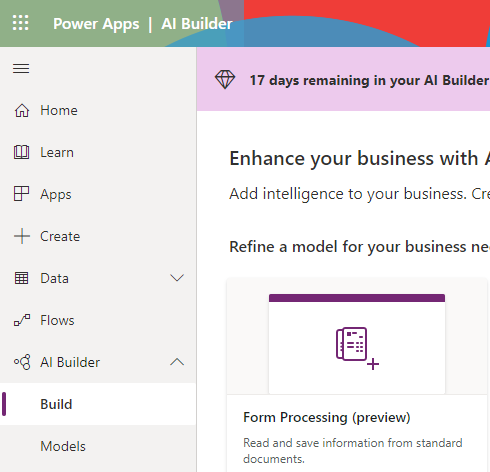 Power Apps | AI Builder
17 days remaining in your AI Builder
Home
Learn
Apps
Create
Data
Flows
AI Builder
Build
Models
Enhance your business with A
Add intelligence to your business. Cre
Refine a model for your business nee
Form Processing (preview)
Read and save information from standard
documents.